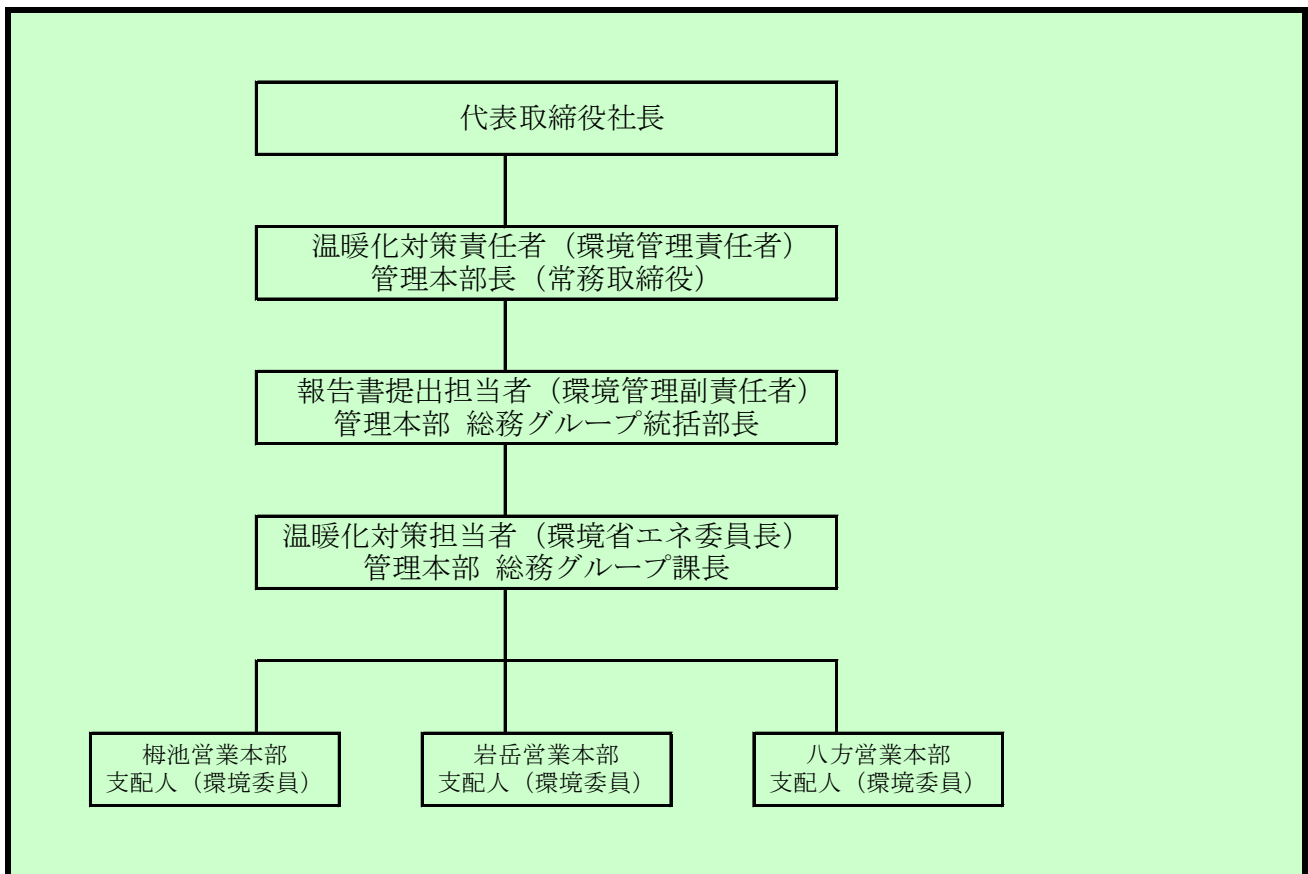 代表取締役社長
温暖化対策責任者（環境管理責任者）
管理本部長（常務取締役）
報告書提出担当者（環境管理副責任者）
管理本部 総務グループ統括部長
温暖化対策担当者（環境省エネ委員長）
管理本部 総務グループ課長
栂池営業本部
支配人（環境委員）
岩岳営業本部
支配人（環境委員）
八方営業本部
支配人（環境委員）